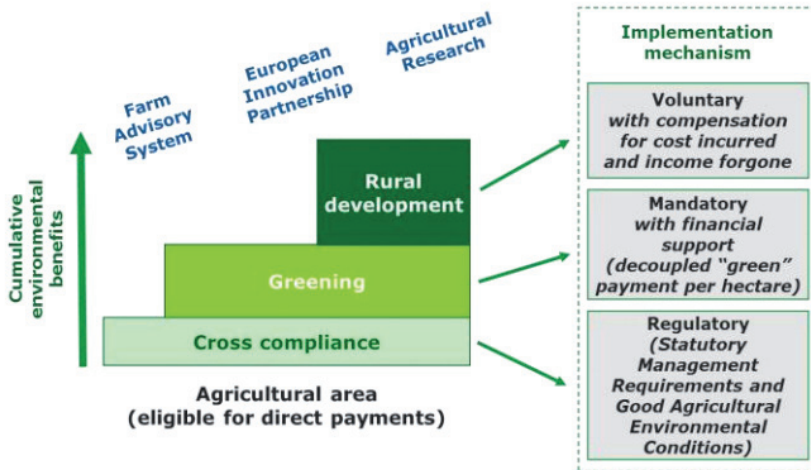 Farm
Advisory
System
European
Innovation
Partnership
Agricultural
Research
Cumulative
environmental
benefits
Rural
development
Greening
Cross compliance
Agricultural area
(eligible for direct payments)
Implementation
mechanism
Voluntary
with compensation
for cost incurred
and income forgone
Mandatory
with financial
support
(decoupled “green”
payment per hectare)
Regulatory
(Statutory
Management
Requirements and
Good Agricultural
Environmental
Conditions)